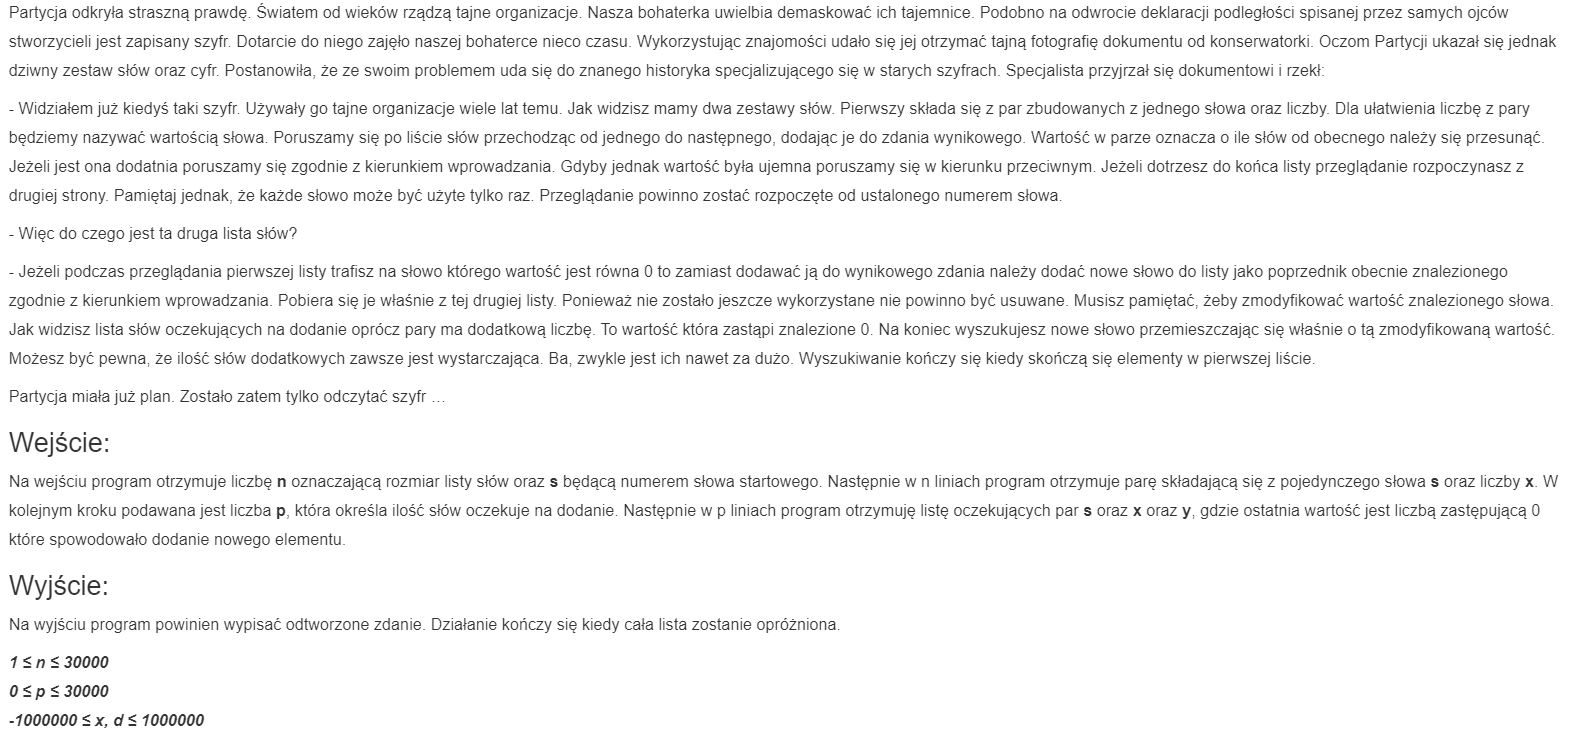 Partycja odkryła straszną prawdę. Światem od wieków rządzą tajne organizacje. Nasza bohaterka uwielbia demaskować ich tajemnice. Podobno na odwrocie deklaracji podległości spisanej przez samych ojców
stworzycieli jest zapisany szyfr. Dotarcie do niego zajęło naszej bohaterce nieco czasu. Wykorzystując znajomości udało się jej otrzymać tajną fotografię dokumentu od konserwatorki. Oczom Partycji ukazał się jednak
dziwny zestaw słów oraz cyfr. Postanowiła, że ze swoim problemem uda się do znanego historyka specjalizującego się w starych szyfrach. Specjalista przyjrzał się dokumentowi i rzekł:
- Widziałem już kiedyś taki szyfr. Używały go tajne organizacje wiele lat temu. Jak widzisz mamy dwa zestawy słów. Pierwszy składa się z par zbudowanych z jednego słowa oraz liczby. Dla ułatwienia liczbę z pary
będziemy nazywać wartością słowa. Poruszamy się po liście słów przechodząc od jednego do następnego, dodając je do zdania wynikowego. Wartość w parze oznacza o ile słów od obecnego należy się przesunąć.
Jeżeli jest ona dodatnia poruszamy się zgodnie z kierunkiem wprowadzania. Gdyby jednak wartość była ujemna poruszamy się w kierunku przeciwnym. Jeżeli dotrzesz do końca listy przeglądanie rozpoczynasz z
drugiej strony. Pamiętaj jednak, że każde słowo może być użyte tylko raz. Przeglądanie powinno zostać rozpoczęte od ustalonego numerem słowa.
- Więc do czego jest ta druga lista słów?
- Jeżeli podczas przeglądania pierwszej listy trafisz na słowo którego wartość jest równa 0 to zamiast dodawać ją do wynikowego zdania należy dodać nowe słowo do listy jako poprzednik obecnie znalezionego
zgodnie z kierunkiem wprowadzania. Pobiera się je właśnie z tej drugiej listy. Ponieważ nie zostało jeszcze wykorzystane nie powinno być usuwane. Musisz pamiętać, żeby zmodyfikować wartość znalezionego słowa.
Jak widzisz lista słów oczekujących na dodanie oprócz pary ma dodatkową liczbę. To wartość która zastąpi znalezione 0. Na koniec wyszukujesz nowe słowo przemieszczając się właśnie o tą zmodyfikowaną wartość.
Możesz być pewna, że ilość słów dodatkowych zawsze jest wystarczająca. Ba, zwykle jest ich nawet za dużo. Wyszukiwanie kończy się kiedy skończą się elementy w pierwszej liście.
Partycja miała już plan. Zostało zatem tylko odczytać szyfr …
Wejście:
Na wejściu program otrzymuje liczbę n oznaczającą rozmiar listy słów oraz s będącą numerem słowa startowego. Następnie w n liniach program otrzymuje parę składającą się z pojedynczego słowa s oraz liczby x. W
kolejnym kroku podawana jest liczba p, która określa ilość słów oczekuje na dodanie. Następnie w p liniach program otrzymuję listę oczekujących par s oraz x oraz y, gdzie ostatnia wartość jest liczbą zastępującą 0
które spowodowało dodanie nowego elementu.
Wyjście:
Na wyjściu program powinien wypisać odtworzone zdanie. Działanie kończy się kiedy cała lista zostanie opróżniona.
1 ≤ n ≤ 30000
0 ≤ p ≤ 30000
-1000000 ≤ x, d ≤ 1000000